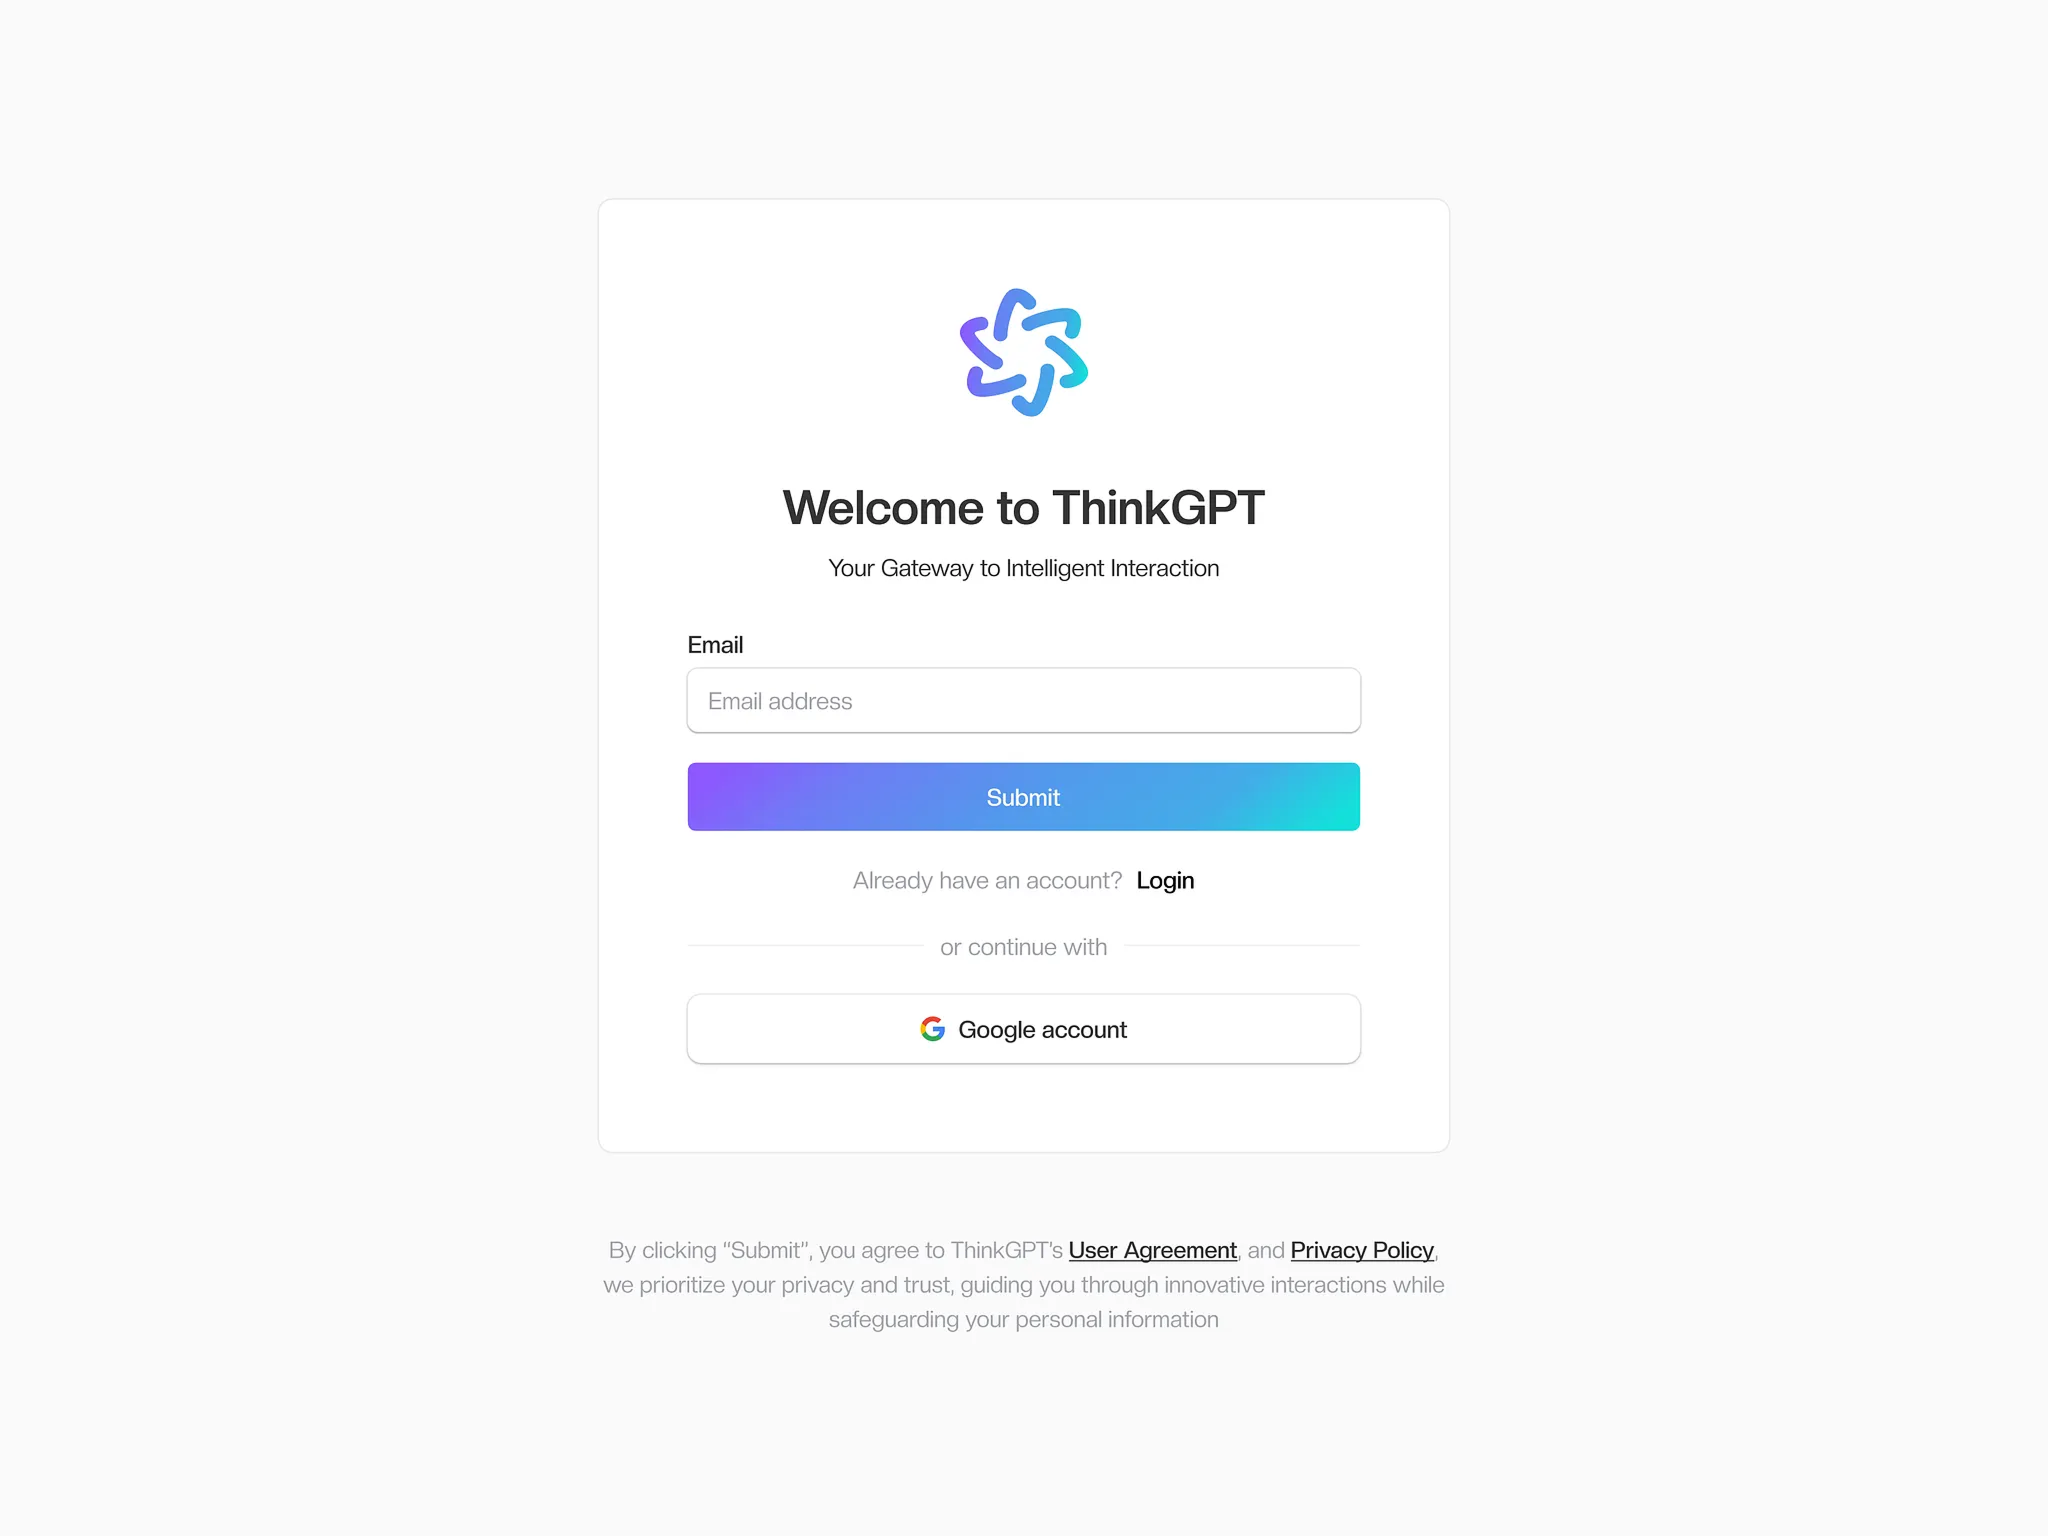 Welcome to ThinkGPT
Your Gateway to Intelligent Interaction
Email
Email address
Submit
Already have an account? Login
or continue with
Google account
By clicking “Submit”, you agree to ThinkGPT's User Agreement, and Privacy Policy,
we prioritize your privacy and trust, guiding you through innovative interactions while
safeguarding your personal information